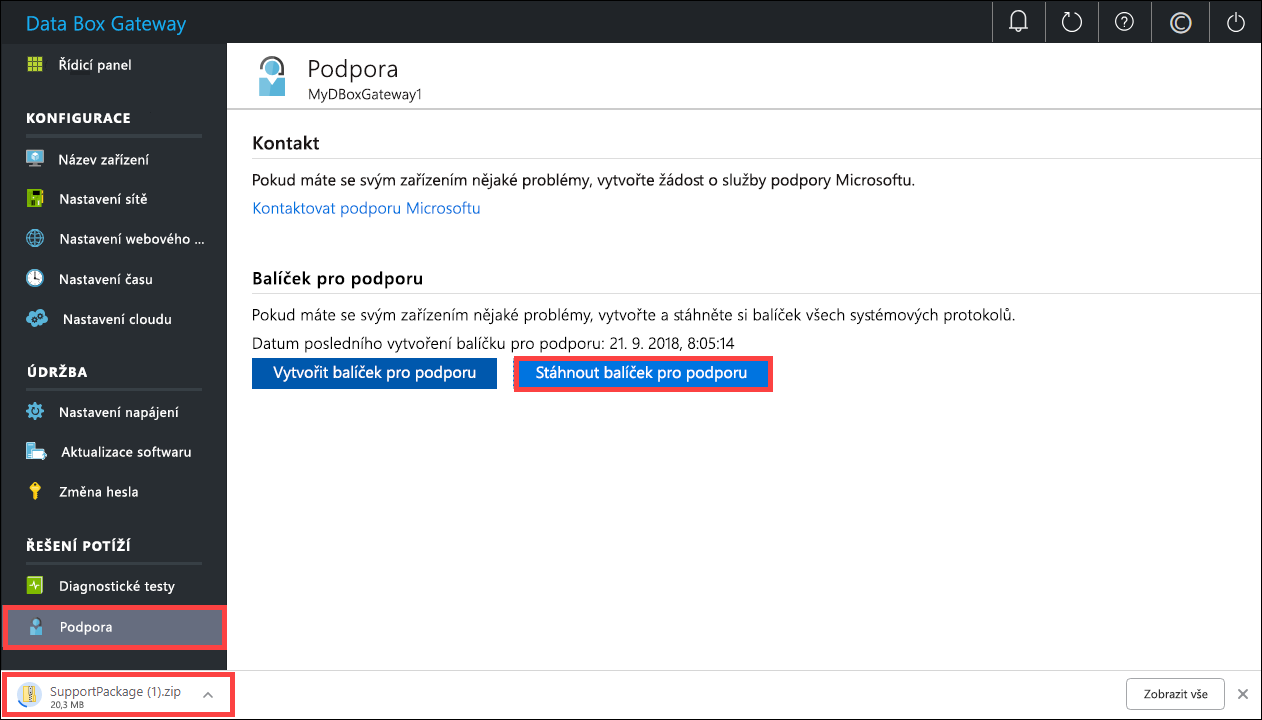 Data Box Gateway
Řídicí panel
KONFIGURACE
Název zařízení
Nastavení sítě
Nastavení webového ...
Nastavení času
Nastavení cloudu
ÚDRŽBA
Nastavení napájení
Aktualizace softwaru
Změna hesla
ŘEŠENÍ POTÍŽÍ
Diagnostické testy
Podpora
Podpora
MyDBoxGateway1
Kontakt
Pokud máte se svým zařízením nějaké problémy, vytvořte žádost o služby podpory Microsoftu.
Kontaktovat podporu Microsoftu
Balíček pro podporu
Pokud máte se svým zařízením nějaké problémy, vytvořte a stáhněte si balíček všech systémových protokolů.
Datum posledního vytvoření balíčku pro podporu: 21. 9. 2018, 8:05:14
Vytvořit balíček pro podporu
Stáhnout balíček pro podporu
SupportPackage (1).zip
20,3 MB
Zobrazit vše